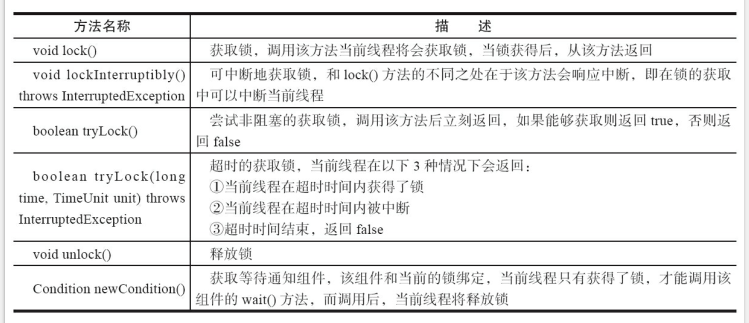 方法名称 描 述
void lock() 获取锁，调用该方法当前线程将会获取锁，当锁获得后，从该方法返回
void lockInterruptibly()
throws InterruptedException
可中断地获取锁，和 lock() 方法的不同之处在于该方法会响应中断，即在锁的获取
中可以中断当前线程
boolean tryLock()
尝试非阻塞的获取锁，调用该方法后立刻返回，如果能够获取则返回 true，否则返
回 false
boolean tryLock(long
time, TimeUnit unit) throws
InterruptedException
超时的获取锁，当前线程在以下 3 种情况下会返回：
①当前线程在超时时间内获得了锁
②当前线程在超时时间内被中断
③超时时间结束，返回 false
void unlock() 释放锁
Condition newCondition()
获取等待通知组件，该组件和当前的锁绑定，当前线程只有获得了锁，才能调用该
组件的 wait() 方法，而调用后，当前线程将释放锁